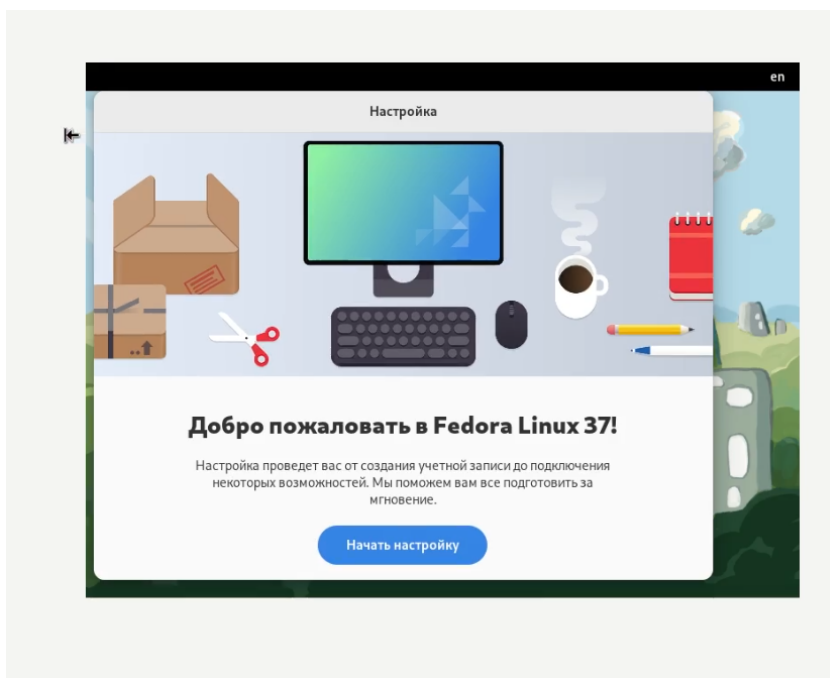 en
Настройка
Добро пожаловать в Fedora Linux 37!
Настройка проведет вас от создания учетной записи до подключения
некоторых возможностей. Мы поможем вам все подготовить за
мгновение.
Начать настройку